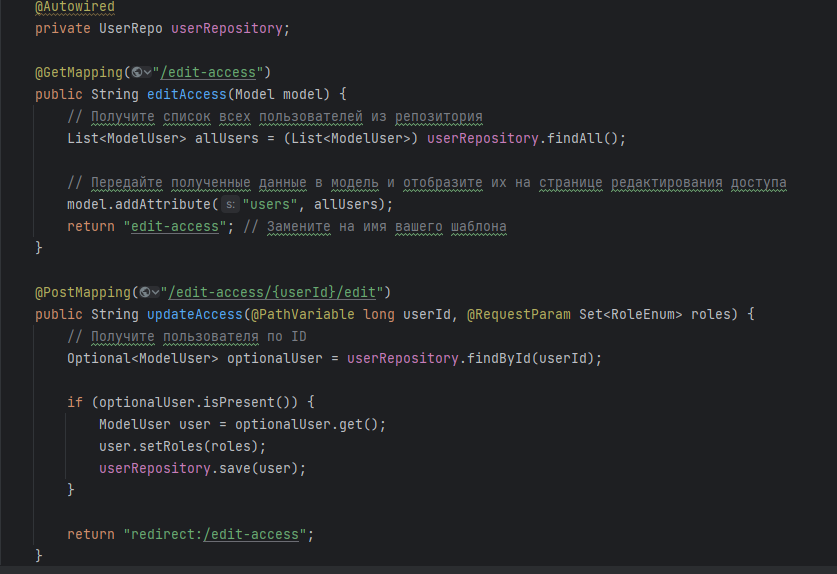 @Autowired
private UserRepo userRepository;
@GetMapping("/edit-access")
public String editAccess(Model model) {
// Получите список всех пользователей из репозитория
List<ModelUser> allUsers = (List<ModelUser>) userRepository.findAll();
// Передайте полученные данные в модель и отобразите их на странице редактирования доступа
model.addAttribute( s: "users", allUsers);
return "edit-access"; // Замените на имя вашего шаблона
}
@PostMapping("/edit-access/{userId}/edit")
public String updateAccess(@PathVariable long userId, @RequestParam Set<RoleEnum> roles) {
// Получите пользователя по ID
Optional<ModelUser> optionalUser = userRepository.findById(userId);
if (optionalUser.isPresent()) {
ModelUser user = optionalUser.get();
user.setRoles(roles);
userRepository.save(user);
}
return "redirect:/edit-access";
}